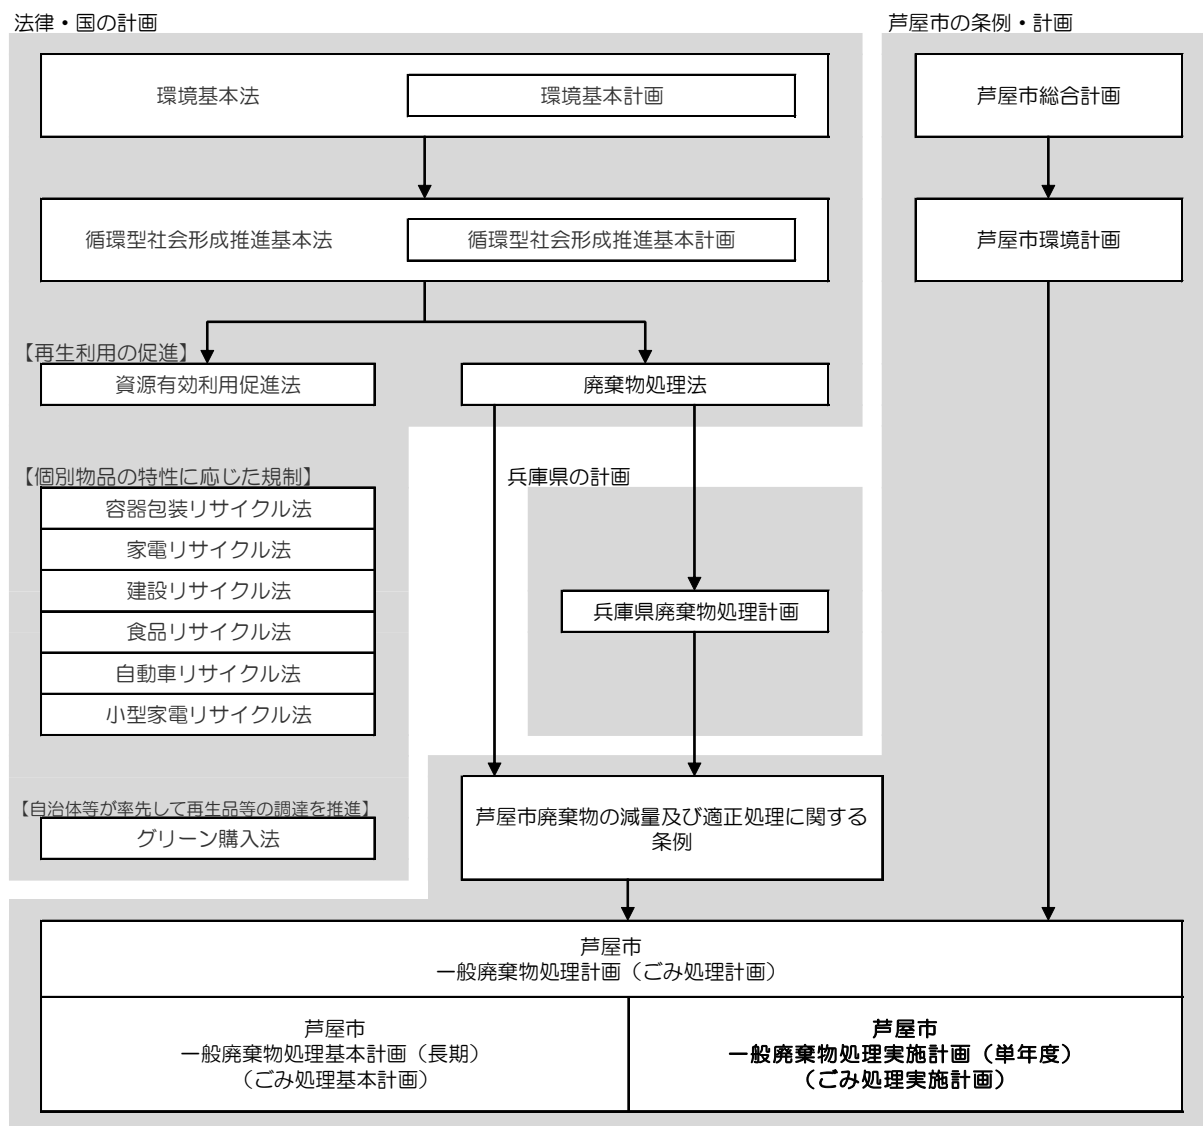 法律・国の計画
環境基本法
環境基本計画
循環型社会形成推進基本法
循環型社会形成推進基本計画
【再生利用の促進】
資源有効利用促進法
廃棄物処理法
【個別物品の特性に応じた規制】
容器包装リサイクル法
家電リサイクル法
建設リサイクル法
食品リサイクル法
自動車リサイクル法
小型家電リサイクル法
【自治体等が率先して再生品等の調達を推進】
グリーン購入法
兵庫県の計画
兵庫県廃棄物処理計画
芦屋市の条例・計画
芦屋市総合計画
芦屋市環境計画
芦屋市廃棄物の減量及び適正処理に関する
条例
芦屋市
一般廃棄物処理計画（ごみ処理計画）
芦屋市
一般廃棄物処理基本計画（長期）
（ごみ処理基本計画）
芦屋市
一般廃棄物処理実施計画（単年度）
（ごみ処理実施計画）